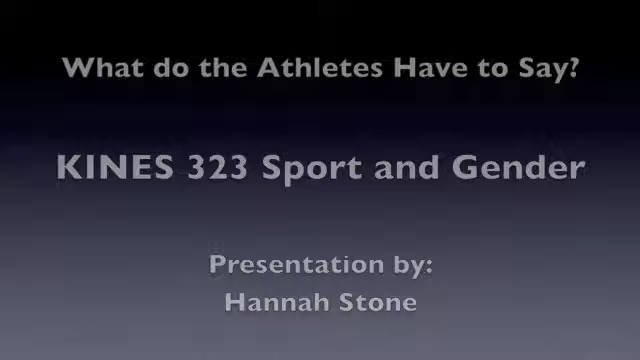 What do the Athletes Have to Say?
KINES 323 Sport and Gender
Presentation by:
Hannah Stone